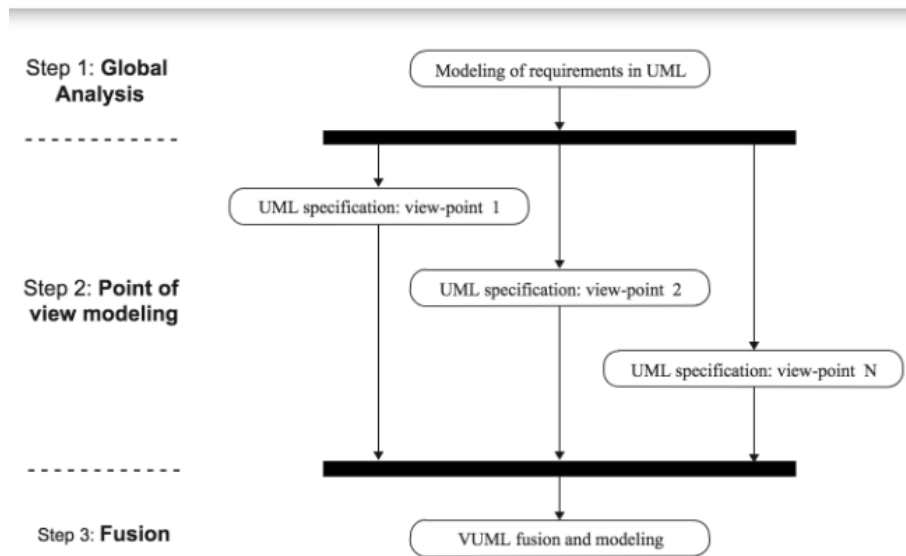 Step 1: Global
Analysis
Modeling of requirements in UML
UML specification: view-point 1
Step 2: Point of
view modeling
UML specification: view-point 2
UML specification: view-point N
Step 3: Fusion
VUML fusion and modeling